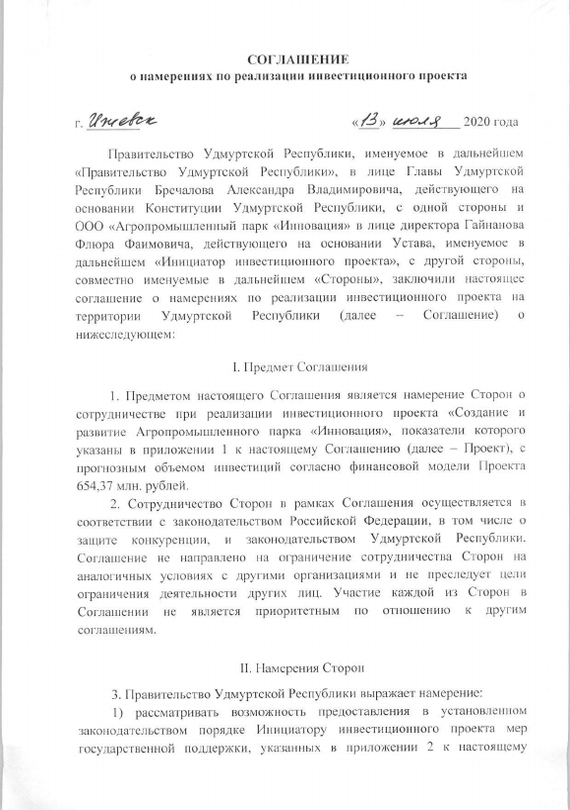 СОГЛАШЕНИЕ
о намерениях по реализации инвестиционного проекта
г. Ижевск «13» июля 2020 года
Правительство Удмуртской Республики, именуемое в дальнейшем
«Правительство Удмуртской Республики», в лице Главы Удмуртской
Республики Бречалова Александра Владимировича, действующего на
основании Конституции Удмуртской Республики, с одной стороны и
ООО «Агропромышленный парк «Инновация» в лице директора Гайнанова
Флюра Фаимовича, действующего на основании Устава, именуемое в
дальнейшем «Инициатор инвестиционного проекта», с другой стороны,
совместно именуемые в дальнейшем «Стороны», заключили настоящее
соглашение о намерениях по реализации инвестиционного проекта на
территории Удмуртской Республики (далее – Соглашение) о
нижеследующем:
I. Предмет Соглашения
1. Предметом настоящего Соглашения является намерение Сторон о
сотрудничестве при реализации инвестиционного проекта «Создание и
развитие Агропромышленного парка «Инновация», показатели которого
указаны в приложении 1 к настоящему Соглашению (далее – Проект), с
прогнозным объемом инвестиций согласно финансовой модели Проекта
654,37 млн. рублей.
2. Сотрудничество Сторон в рамках Соглашения осуществляется в
соответствии с законодательством Российской Федерации, в том числе о
защите конкуренции, и законодательством Удмуртской Республики.
Соглашение не направлено на ограничение сотрудничества Сторон на
аналогичных условиях с другими организациями и не преследует цели
ограничения деятельности других лиц. Участие каждой из Сторон в
Соглашении не является приоритетным по отношению к другим
соглашениям.
II. Намерения Сторон
3. Правительство Удмуртской Республики выражает намерение:
1) рассматривать возможность предоставления в установленном
законодательством порядке Инициатору инвестиционного проекта мер
государственной поддержки, указанных в приложении 2 к настоящему